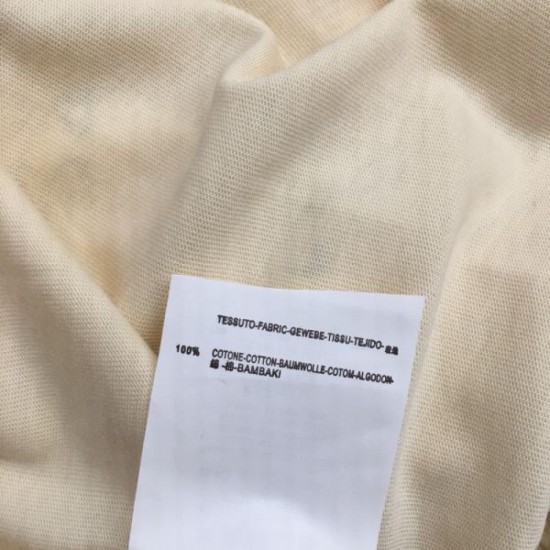 TESSUTO-FABRIC-GEWEBE-TISSU-TEJIDO-
100% COTONE-COTTON-BAUMWOLLE-COTOM-ALGODON-
-BAMBAKI